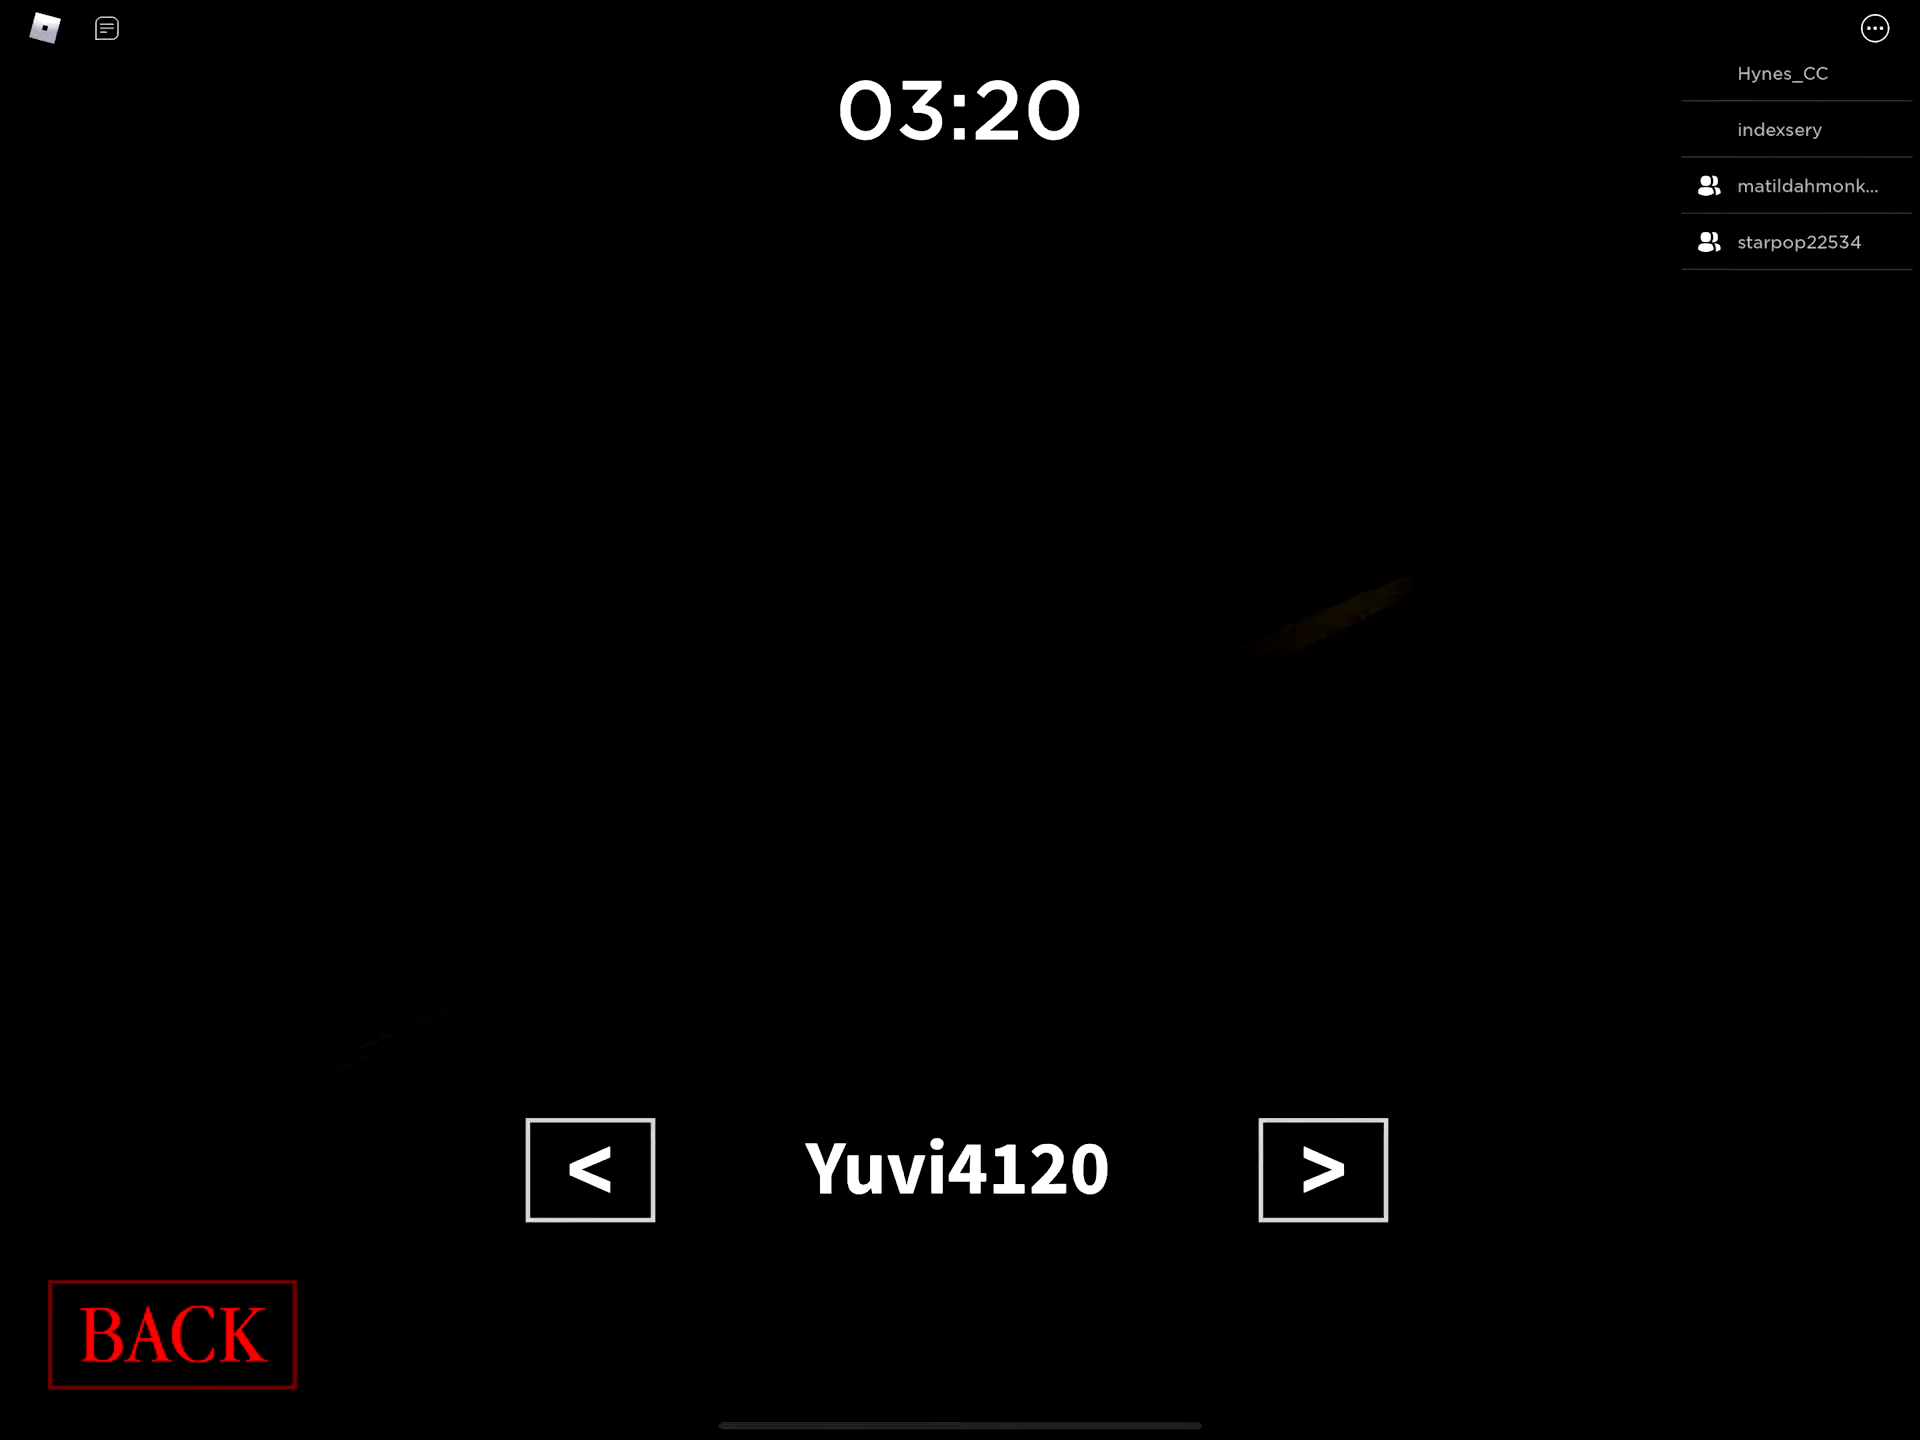 03:20
Hynes_CC
indexsery
matildahmonk...
starpop22534
< Yuvi4120 >
BACK